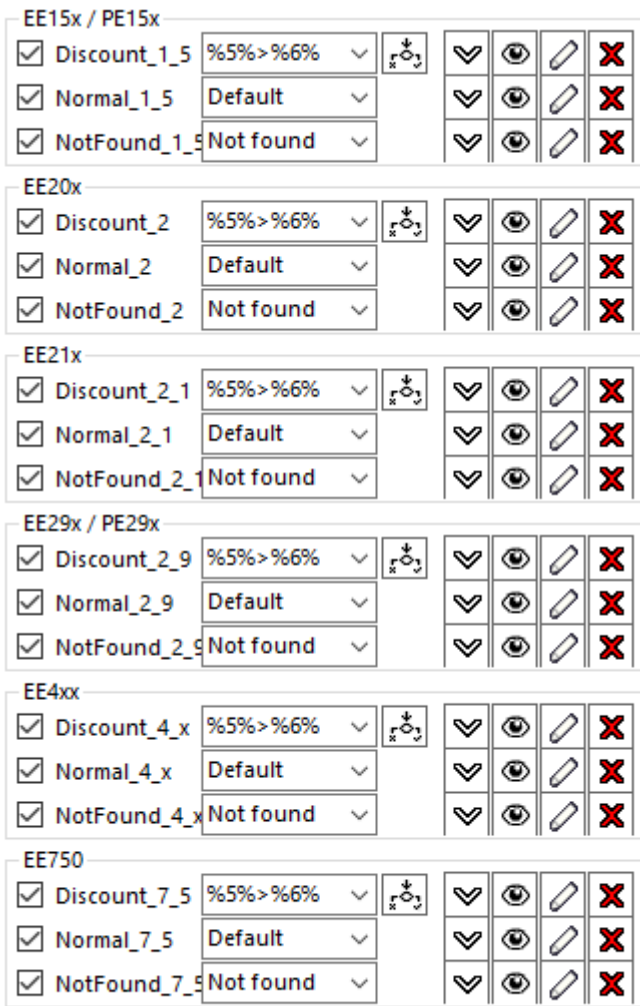 EE15x / PE15x
Discount_1_5 %5%>%6%
Normal_1_5 Default
NotFound_1_5 Not found
EE20x
Discount_2 %5%>%6%
Normal_2 Default
NotFound_2 Not found
EE21x
Discount_2_1 %5%>%6%
Normal_2_1 Default
NotFound_2_1 Not found
EE29x / PE29x
Discount_2_9 %5%>%6%
Normal_2_9 Default
NotFound_2_9 Not found
EE4xx
Discount_4_x %5%>%6%
Normal_4_x Default
NotFound_4_x Not found
EE750
Discount_7_5 %5%>%6%
Normal_7_5 Default
NotFound_7_5 Not found